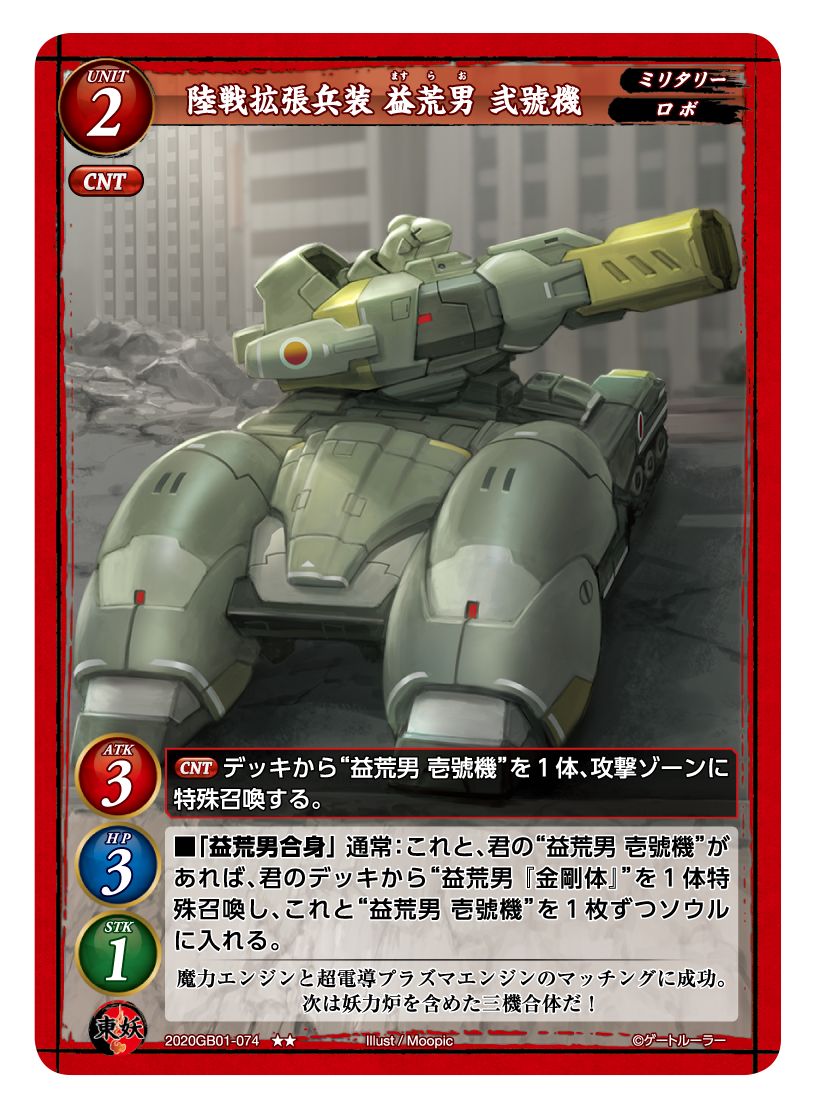 UNIT
2
CNT
ますらお
陸戦拡張兵装 益荒男 弐號機
ミリタリー
ロボ
ATK
3
HP
3
STK
1
CNT デッキから“益荒男 壱號機”を1体、攻撃ゾーンに
特殊召喚する。
■「益荒男合身」 通常：これと、君の“益荒男 壱號機”が
あれば、君のデッキから“益荒男『金剛体』”を1体特
殊召喚し、これと“益荒男 壱號機”を1枚ずつソウル
に入れる。
魔力エンジンと超電導プラズマエンジンのマッチングに成功。
次は妖力炉を含めた三機合体だ！
東妖
2020GB01-074 ★★ Illust / Moopic ©ゲートルーラー